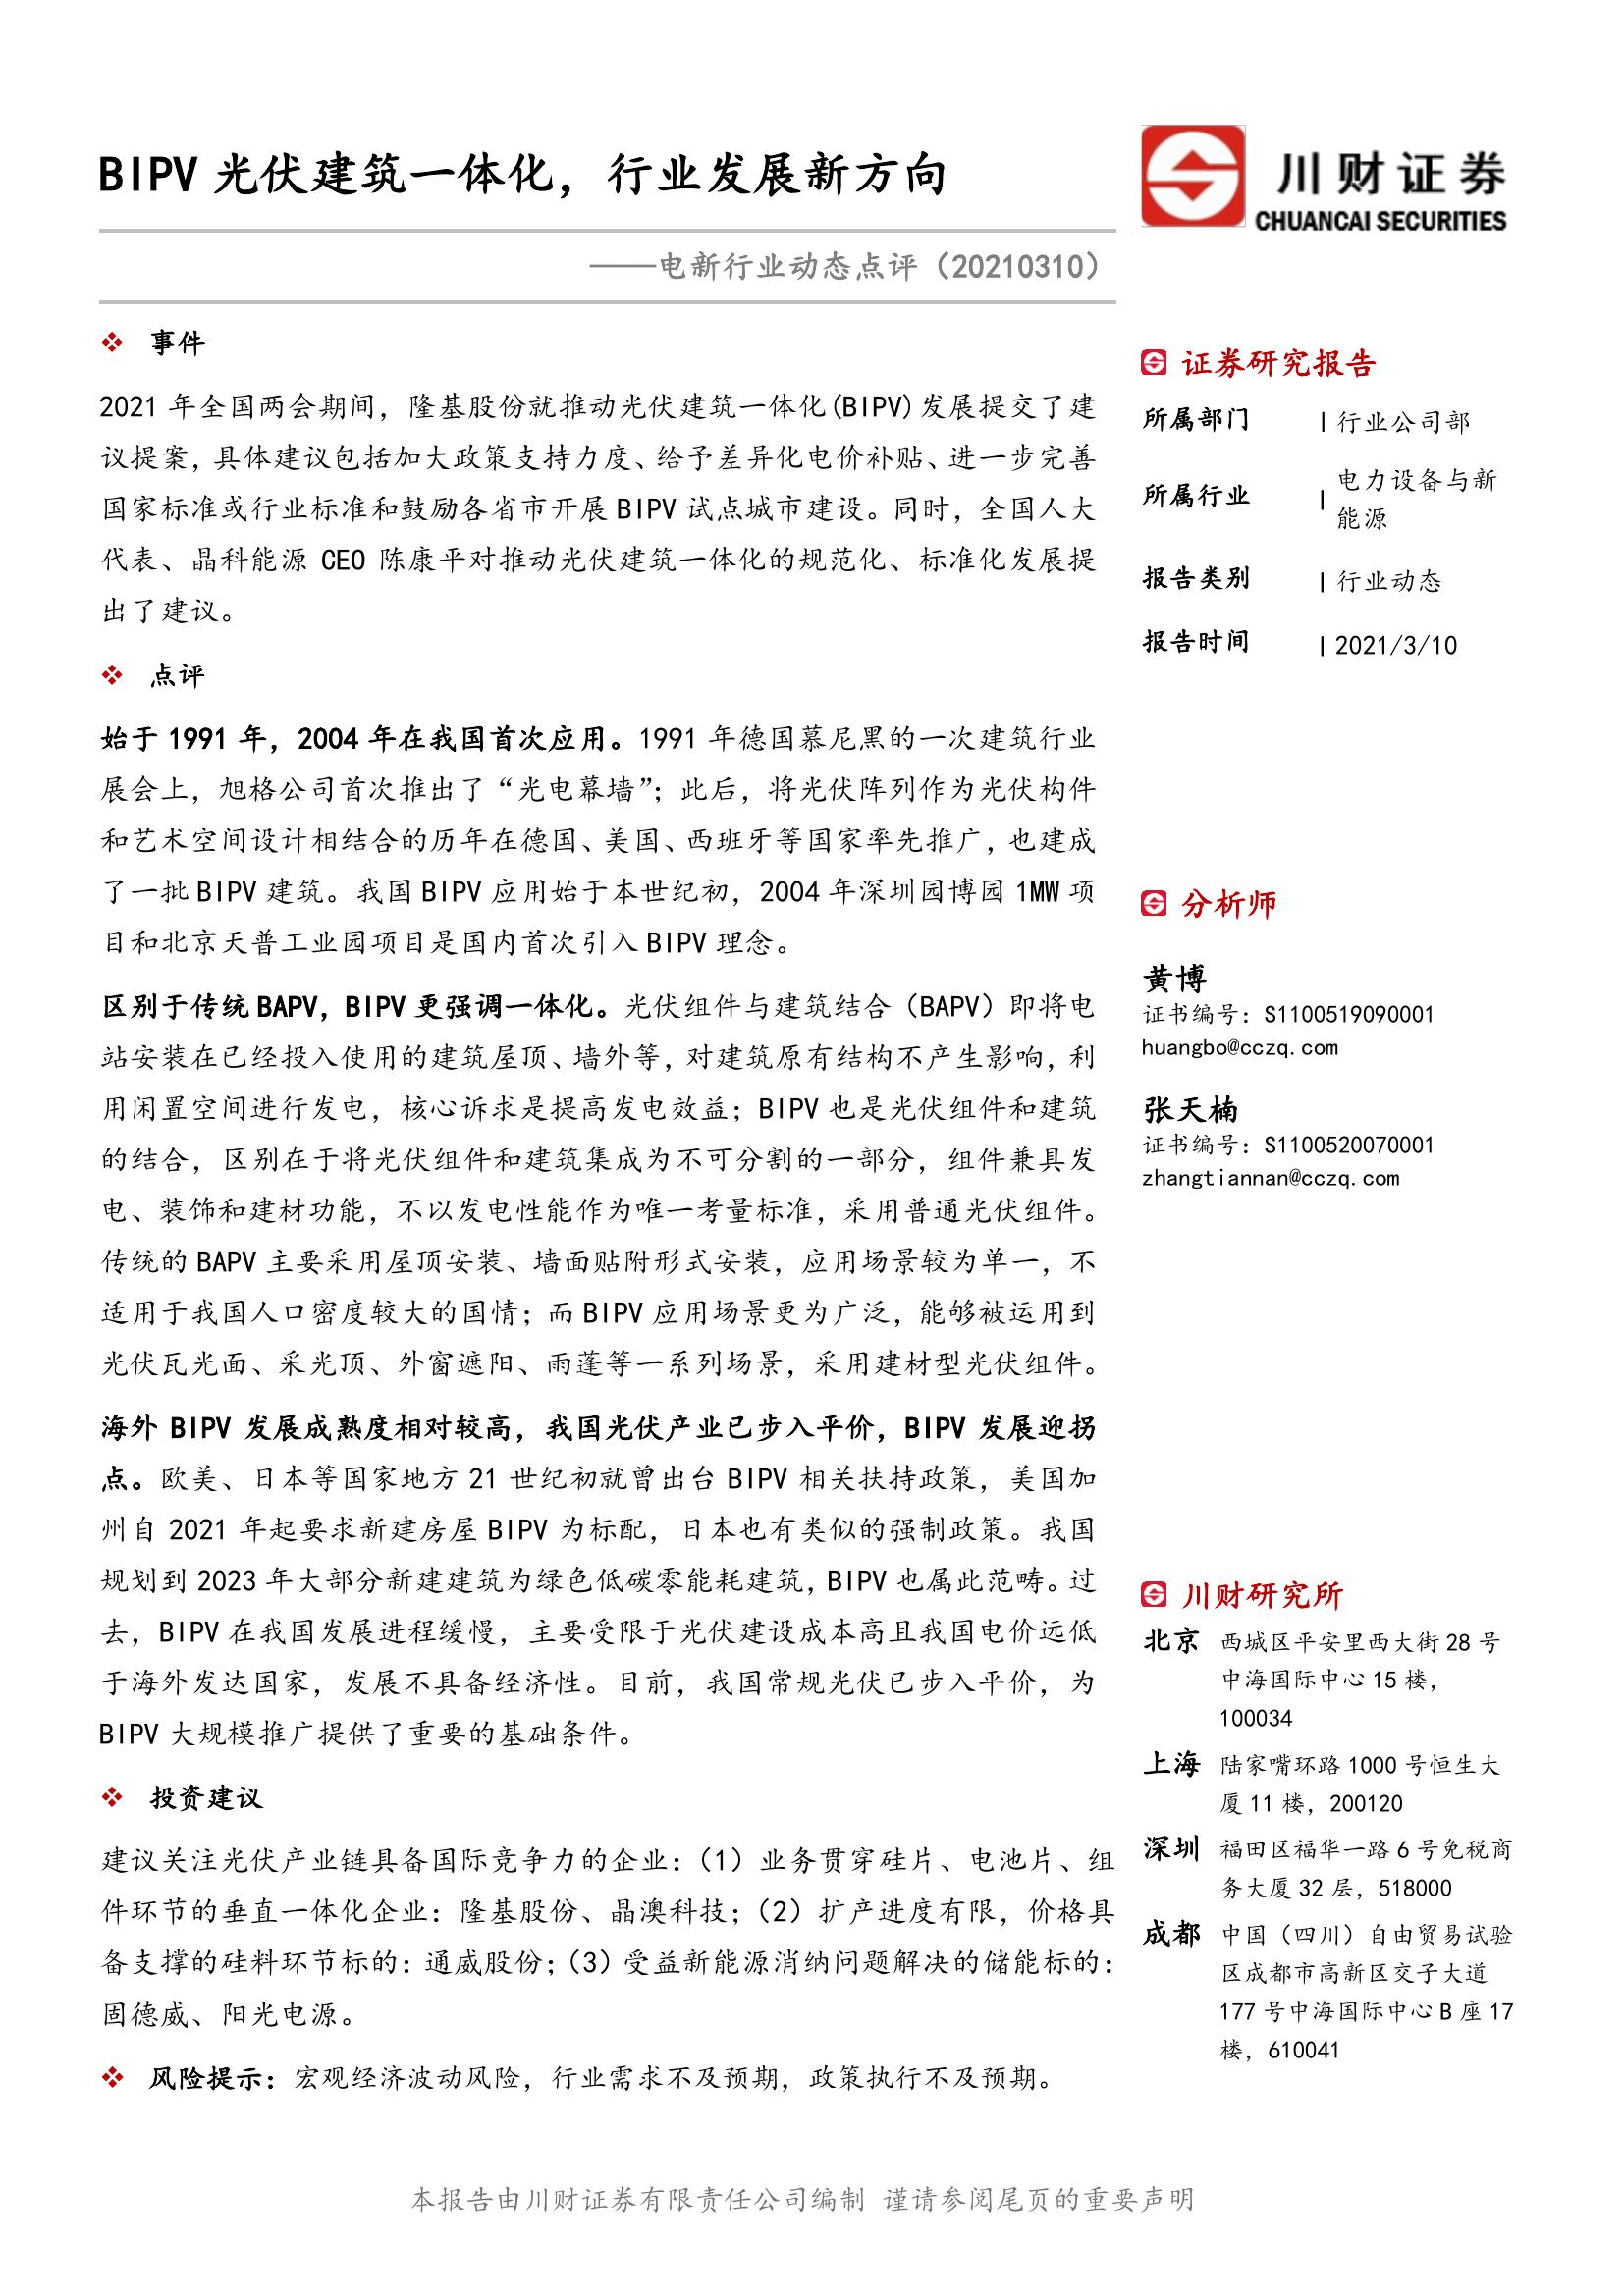 BIPV 光伏建筑一体化，行业发展新方向
——电新行业动态点评（20210310）
川财证券
CHUANCAI SECURITIES
❖ 事件
2021 年全国两会期间，隆基股份就推动光伏建筑一体化(BIPV)发展提交了建
议提案，具体建议包括加大政策支持力度、给予差异化电价补贴、进一步完善
国家标准或行业标准和鼓励各省市开展 BIPV 试点城市建设。同时，全国人大
代表、晶科能源 CEO 陈康平对推动光伏建筑一体化的规范化、标准化发展提
出了建议。
❖ 点评
始于 1991 年，2004 年在我国首次应用。1991 年德国慕尼黑的一次建筑行业
展会上，旭格公司首次推出了“光电幕墙”；此后，将光伏阵列作为光伏构件
和艺术空间设计相结合的历年在德国、美国、西班牙等国家率先推广，也建成
了一批 BIPV 建筑。我国 BIPV 应用始于本世纪初，2004 年深圳园博园 1MW 项
目和北京天普工业园项目是国内首次引入 BIPV 理念。
区别于传统 BAPV，BIPV 更强调一体化。光伏组件与建筑结合（BAPV）即将电
站安装在已经投入使用的建筑屋顶、墙外等，对建筑原有结构不产生影响，利
用闲置空间进行发电，核心诉求是提高发电效益；BIPV 也是光伏组件和建筑
的结合，区别在于将光伏组件和建筑集成为不可分割的一部分，组件兼具发
电、装饰和建材功能，不以发电性能作为唯一考量标准，采用普通光伏组件。
传统的 BAPV 主要采用屋顶安装、墙面贴附形式安装，应用场景较为单一，不
适用于我国人口密度较大的国情；而 BIPV 应用场景更为广泛，能够被运用到
光伏瓦光面、采光顶、外窗遮阳、雨蓬等一系列场景，采用建材型光伏组件。
海外 BIPV 发展成熟度相对较高，我国光伏产业已步入平价，BIPV 发展迎拐
点。欧美、日本等国家地方 21 世纪初就曾出台 BIPV 相关扶持政策，美国加
州自 2021 年起要求新建房屋 BIPV 为标配，日本也有类似的强制政策。我国
规划到 2023 年大部分新建建筑为绿色低碳零能耗建筑，BIPV 也属此范畴。过
去，BIPV 在我国发展进程缓慢，主要受限于光伏建设成本高且我国电价远低
于海外发达国家，发展不具备经济性。目前，我国常规光伏已步入平价，为
BIPV 大规模推广提供了重要的基础条件。
❖ 投资建议
建议关注光伏产业链具备国际竞争力的企业：（1）业务贯穿硅片、电池片、组
件环节的垂直一体化企业：隆基股份、晶澳科技；（2）扩产进度有限，价格具
备支撑的硅料环节标的：通威股份；（3）受益新能源消纳问题解决的储能标的：
固德威、阳光电源。
❖ 风险提示：宏观经济波动风险，行业需求不及预期，政策执行不及预期。
证券研究报告
所属部门 | 行业公司部
所属行业 | 电力设备与新
能源
报告类别 | 行业动态
报告时间 | 2021/3/10
分析师
黄博
证书编号：S1100519090001
huangbo@cczq.com
张天楠
证书编号：S1100520070001
zhangtiannan@cczq.com
川财研究所
北京 西城区平安里西大街 28 号
中海国际中心 15 楼，
100034
上海 陆家嘴环路 1000 号恒生大
厦 11 楼，200120
深圳 福田区福华一路 6 号免税商
务大厦 32 层，518000
成都 中国（四川）自由贸易试验
区成都市高新区交子大道
177 号中海国际中心 B 座 17
楼，610041
本报告由川财证券有限责任公司编制 谨请参阅尾页的重要声明